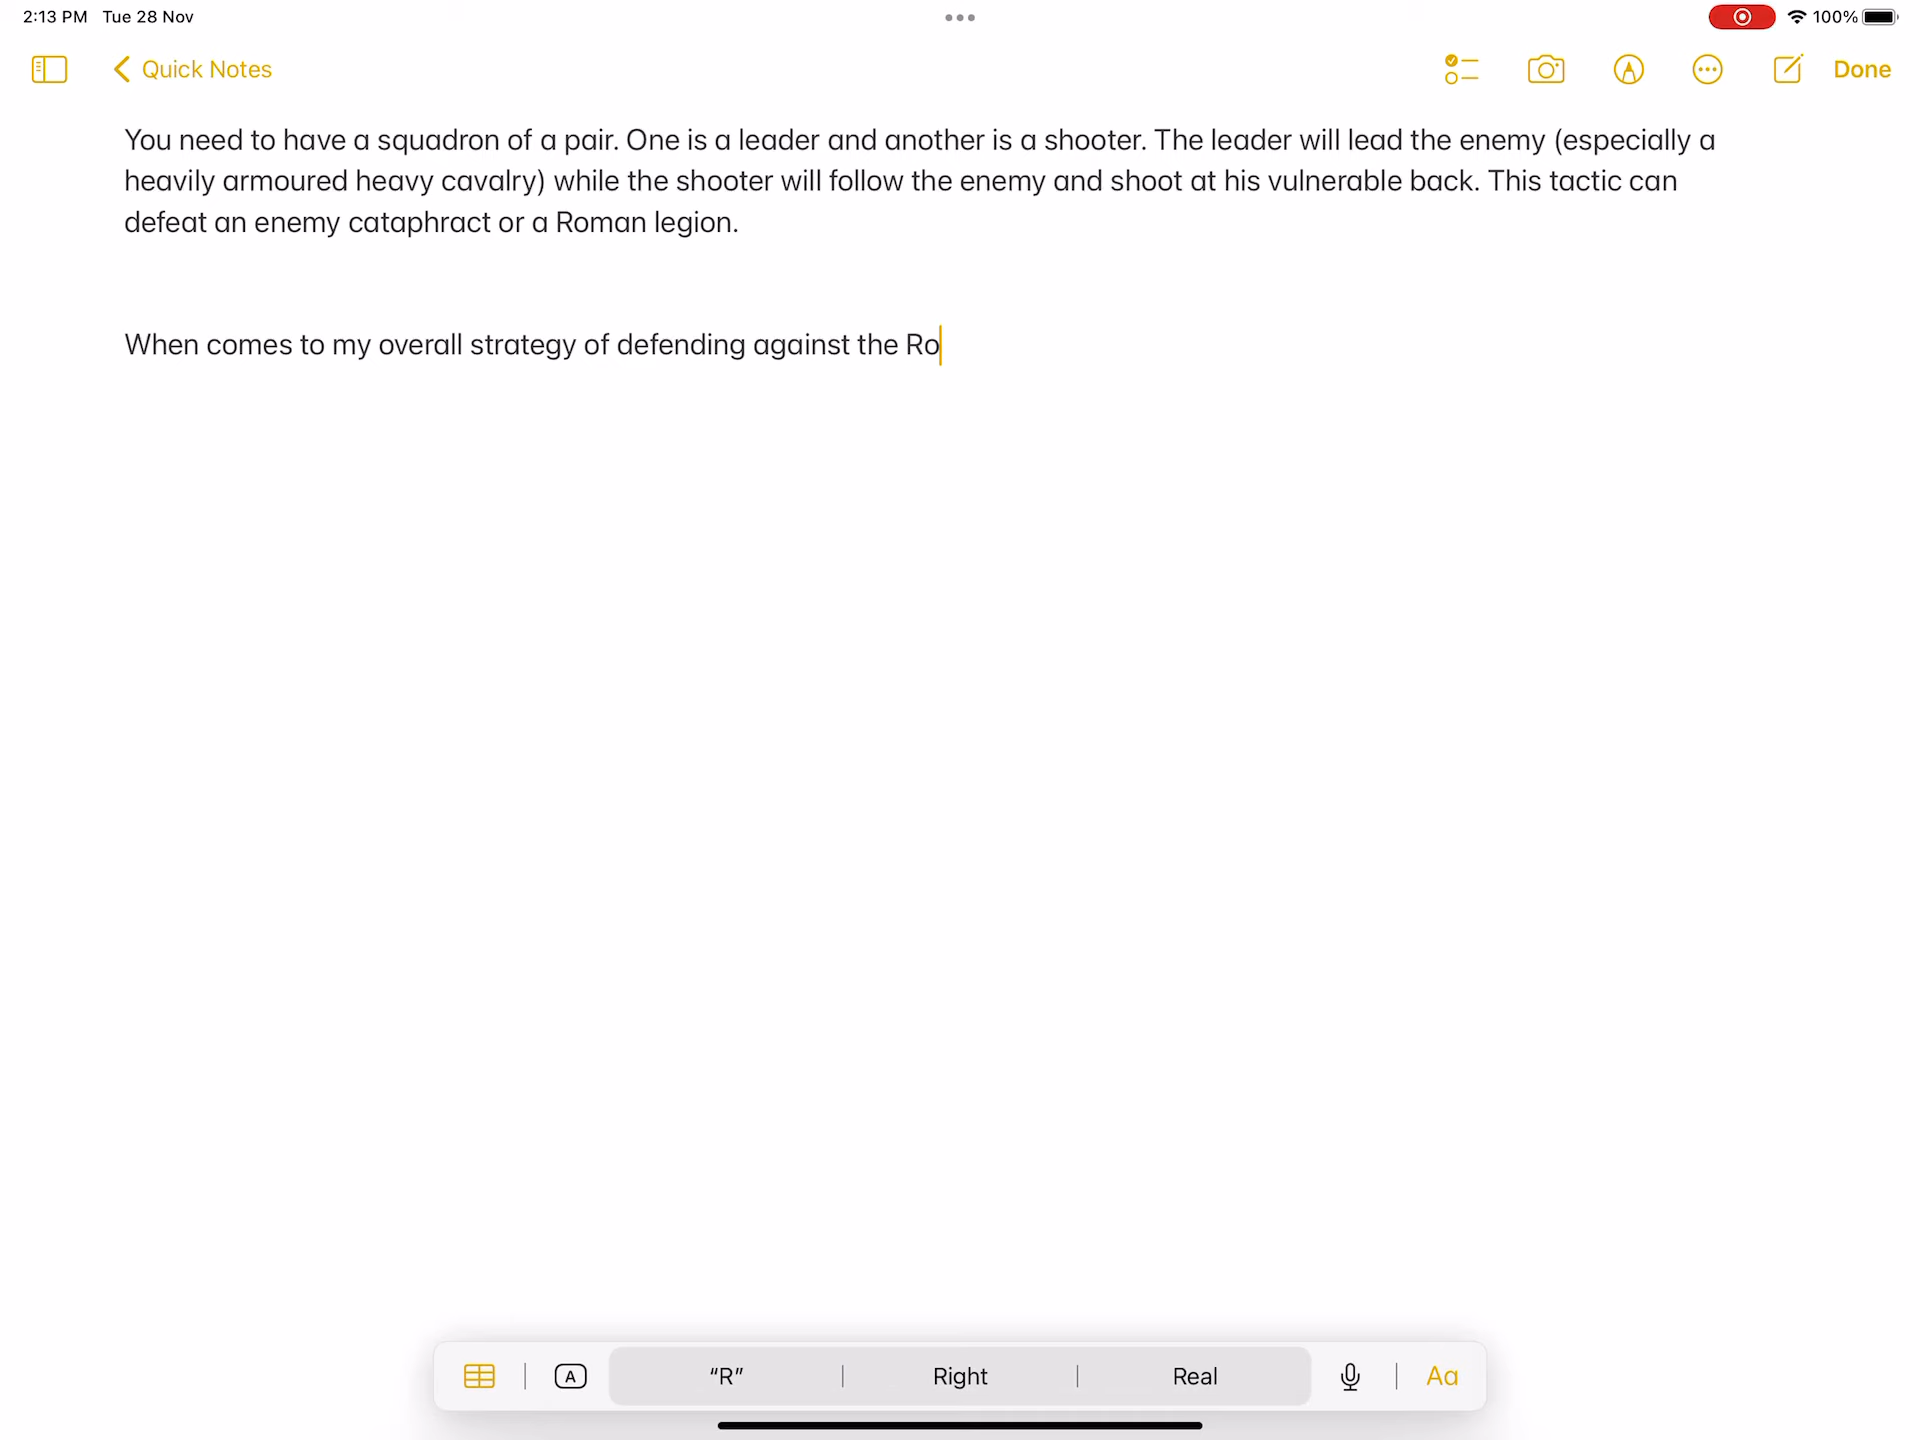 2:13 PM Tue 28 Nov
100%
Quick Notes
Done
You need to have a squadron of a pair. One is a leader and another is a shooter. The leader will lead the enemy (especially a
heavily armoured heavy cavalry) while the shooter will follow the enemy and shoot at his vulnerable back. This tactic can
defeat an enemy cataphract or a Roman legion.
When comes to my overall strategy of defending against the Ro
A
“R”
Right
Real
Aa